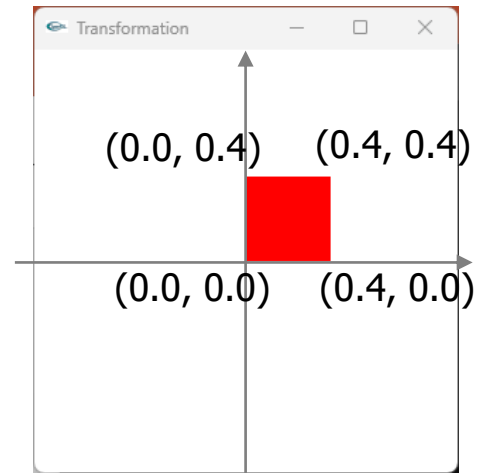 Transformation
(0.0, 0.4) (0.4, 0.4)
(0.0, 0.0) (0.4, 0.0)